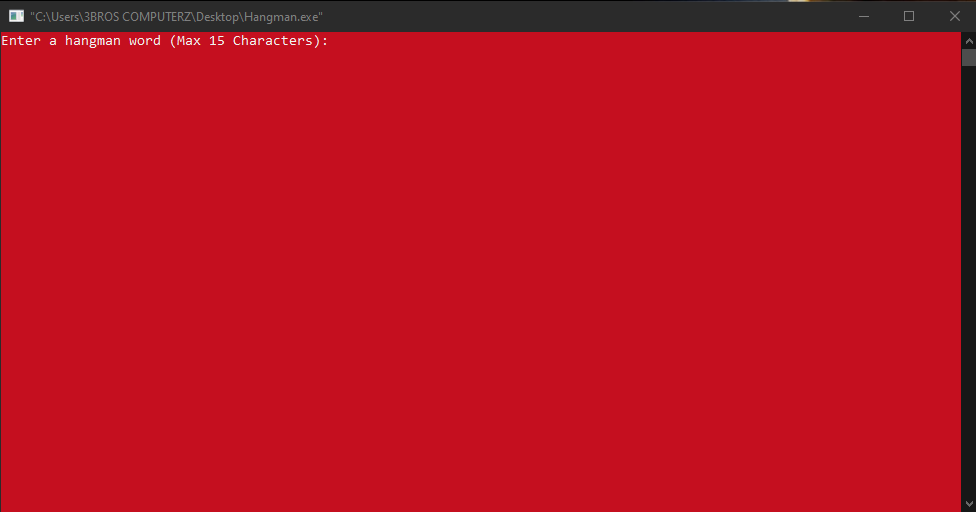 "C:\Users\3BROS COMPUTERZ\Desktop\Hangman.exe"
Enter a hangman word (Max 15 Characters):